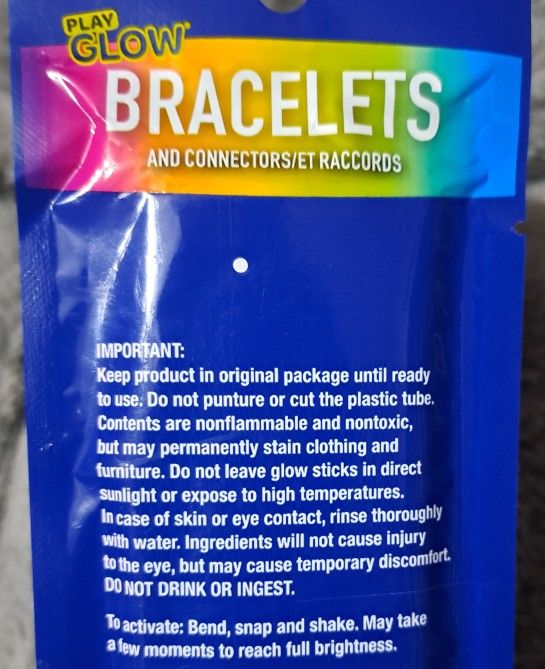 PLAY
GLOW
BRACELETS
AND CONNECTORS/ET RACCORDS
IMPORTANT:
Keep product in original package until ready
to use. Do not punture or cut the plastic tube.
Contents are nonflammable and nontoxic,
but may permanently stain clothing and
furniture. Do not leave glow sticks in direct
sunlight or expose to high temperatures.
In case of skin or eye contact, rinse thoroughly
with water. Ingredients will not cause injury
to the eye, but may cause temporary discomfort.
DO NOT DRINK OR INGEST.
To activate: Bend, snap and shake. May take
a few moments to reach full brightness.